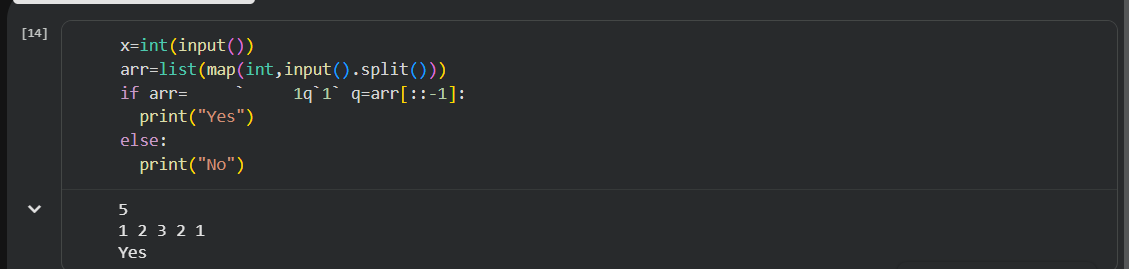 [14]
x=int(input())
arr=list(map(int,input().split()))
if arr=     `     1q`1` q=arr[::-1]:
  print("Yes")
else:
  print("No")
5
1 2 3 2 1
Yes